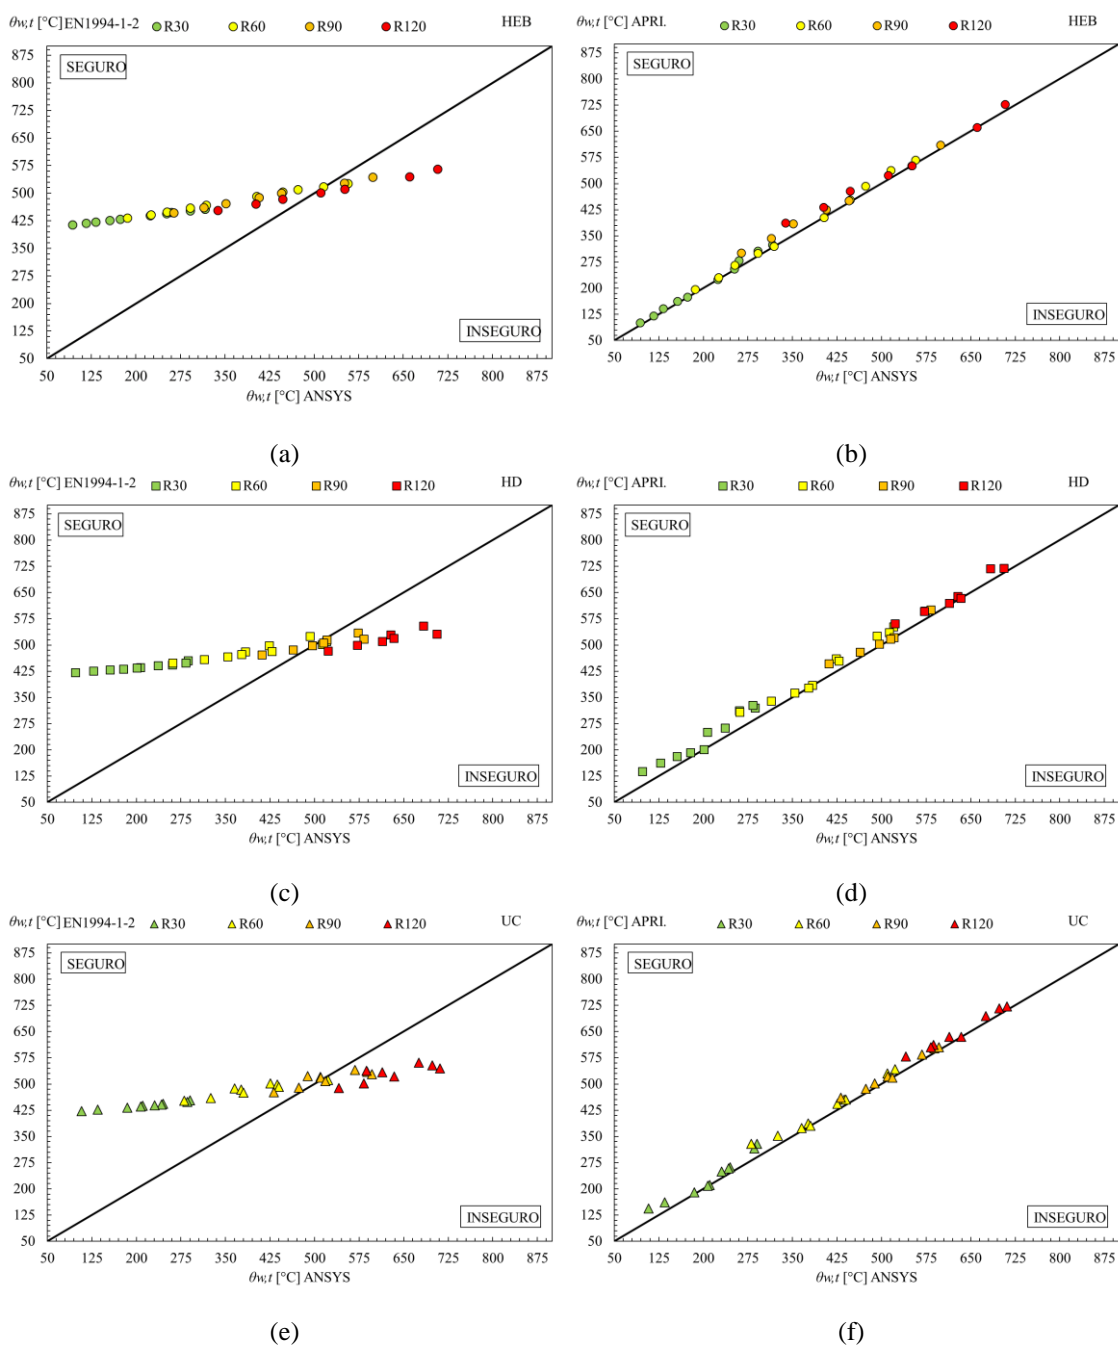 θw,t [°C] EN1994-1-2 R30 R60 R90 R120 HEB
875
800
725
650
575
500
425
350
275
200
125
50
SEGURO
INSEGURO
50 125 200 275 350 425 500 575 650 725 800 875
θw,t [°C] ANSYS
(a)
θw,t [°C] APRI. R30 R60 R90 R120 HEB
875
800
725
650
575
500
425
350
275
200
125
50
SEGURO
INSEGURO
50 125 200 275 350 425 500 575 650 725 800 875
θw,t [°C] ANSYS
(b)
θw,t [°C] EN1994-1-2 R30 R60 R90 R120 HD
875
800
725
650
575
500
425
350
275
200
125
50
SEGURO
INSEGURO
50 125 200 275 350 425 500 575 650 725 800 875
θw,t [°C] ANSYS
(c)
θw,t [°C] APRI. R30 R60 R90 R120 HD
875
800
725
650
575
500
425
350
275
200
125
50
SEGURO
INSEGURO
50 125 200 275 350 425 500 575 650 725 800 875
θw,t [°C] ANSYS
(d)
θw,t [°C] EN1994-1-2 R30 R60 R90 R120 UC
875
800
725
650
575
500
425
350
275
200
125
50
SEGURO
INSEGURO
50 125 200 275 350 425 500 575 650 725 800 875
θw,t [°C] ANSYS
(e)
θw,t [°C] APRI. R30 R60 R90 R120 UC
875
800
725
650
575
500
425
350
275
200
125
50
SEGURO
INSEGURO
50 125 200 275 350 425 500 575 650 725 800 875
θw,t [°C] ANSYS
(f)